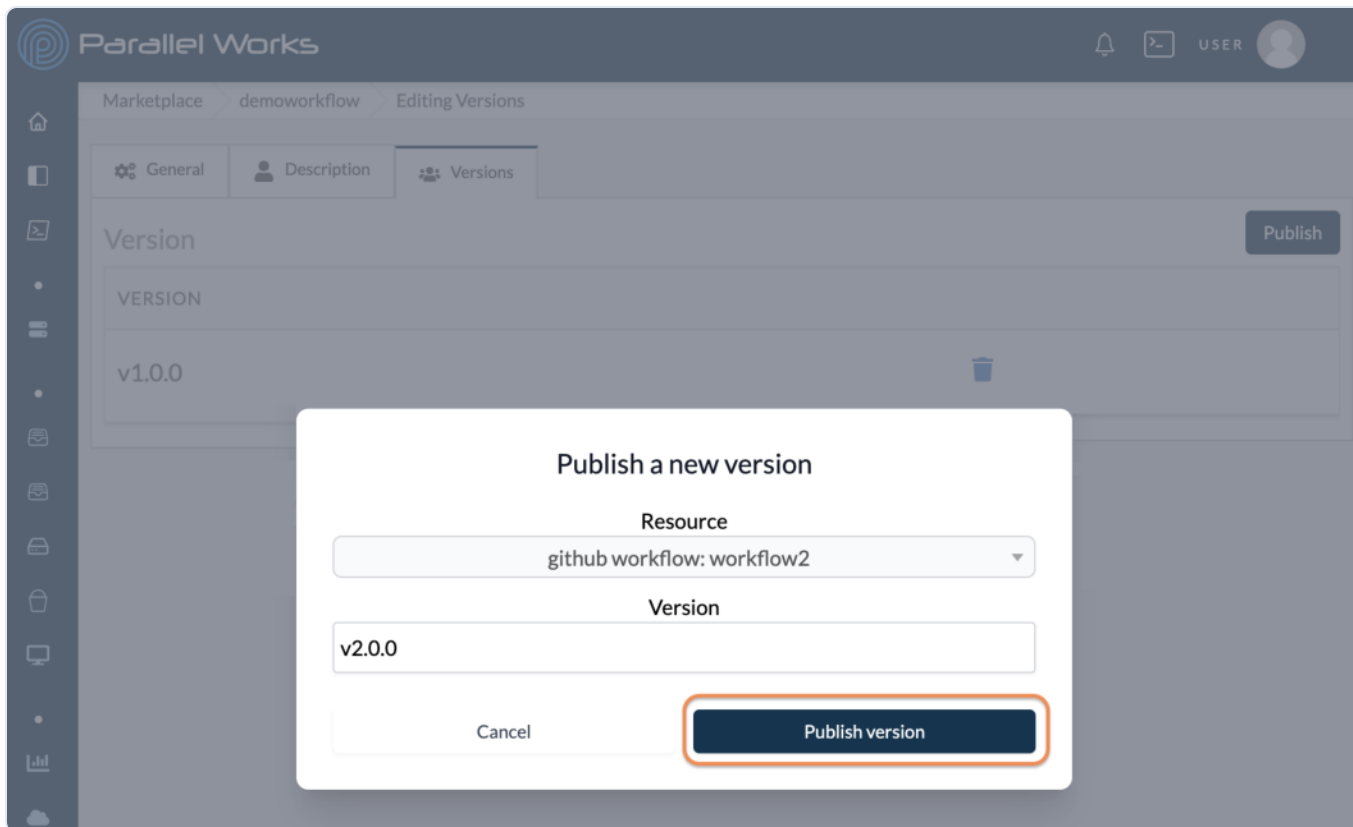 Parallel Works
USER
Marketplace demoworkflow Editing Versions
General Description Versions
Version
Publish
VERSION
v1.0.0
Publish a new version
Resource
github workflow: workflow2
Version
v2.0.0
Cancel Publish version